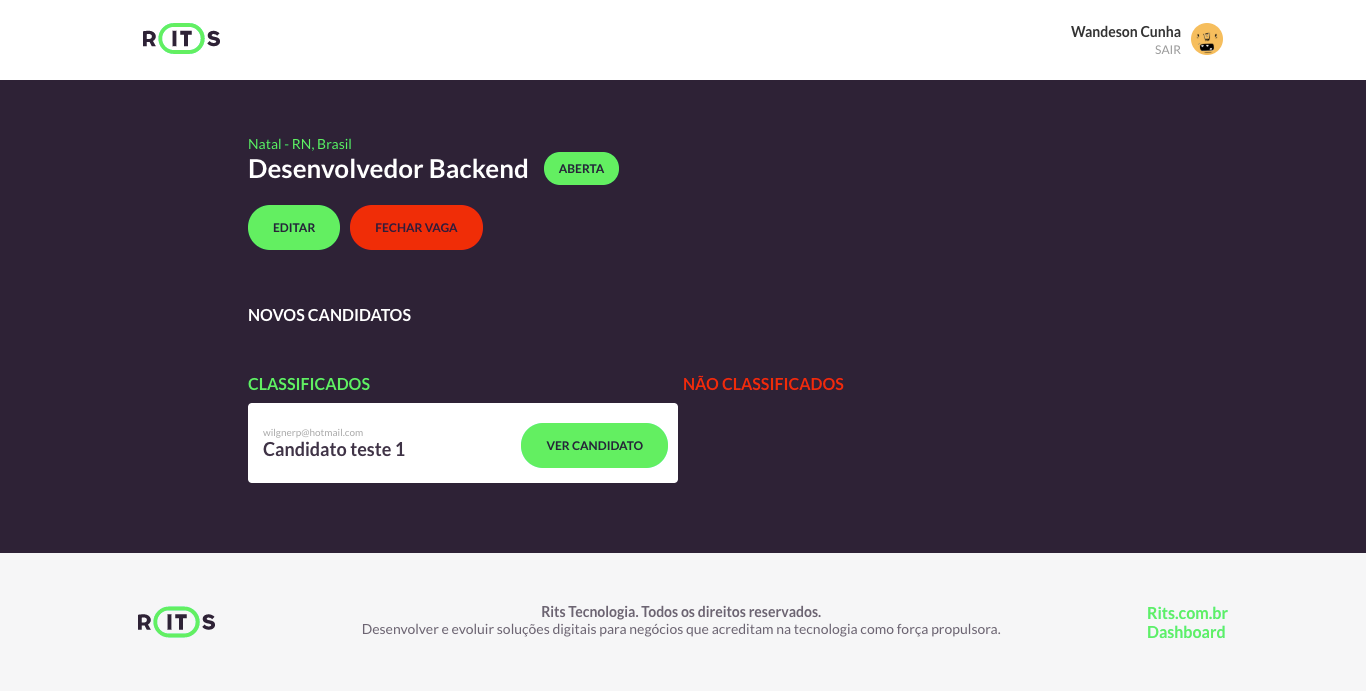 RITS
Wandeson Cunha
SAIR
Natal - RN, Brasil
Desenvolvedor Backend
ABERTA
EDITAR
FECHAR VAGA
NOVOS CANDIDATOS
CLASSIFICADOS
NÃO CLASSIFICADOS
wilgnerp@hotmail.com
Candidato teste 1
VER CANDIDATO
RITS
Rits Tecnologia. Todos os direitos reservados.
Desenvolver e evoluir soluções digitais para negócios que acreditam na tecnologia como força propulsora.
Rits.com.br
Dashboard